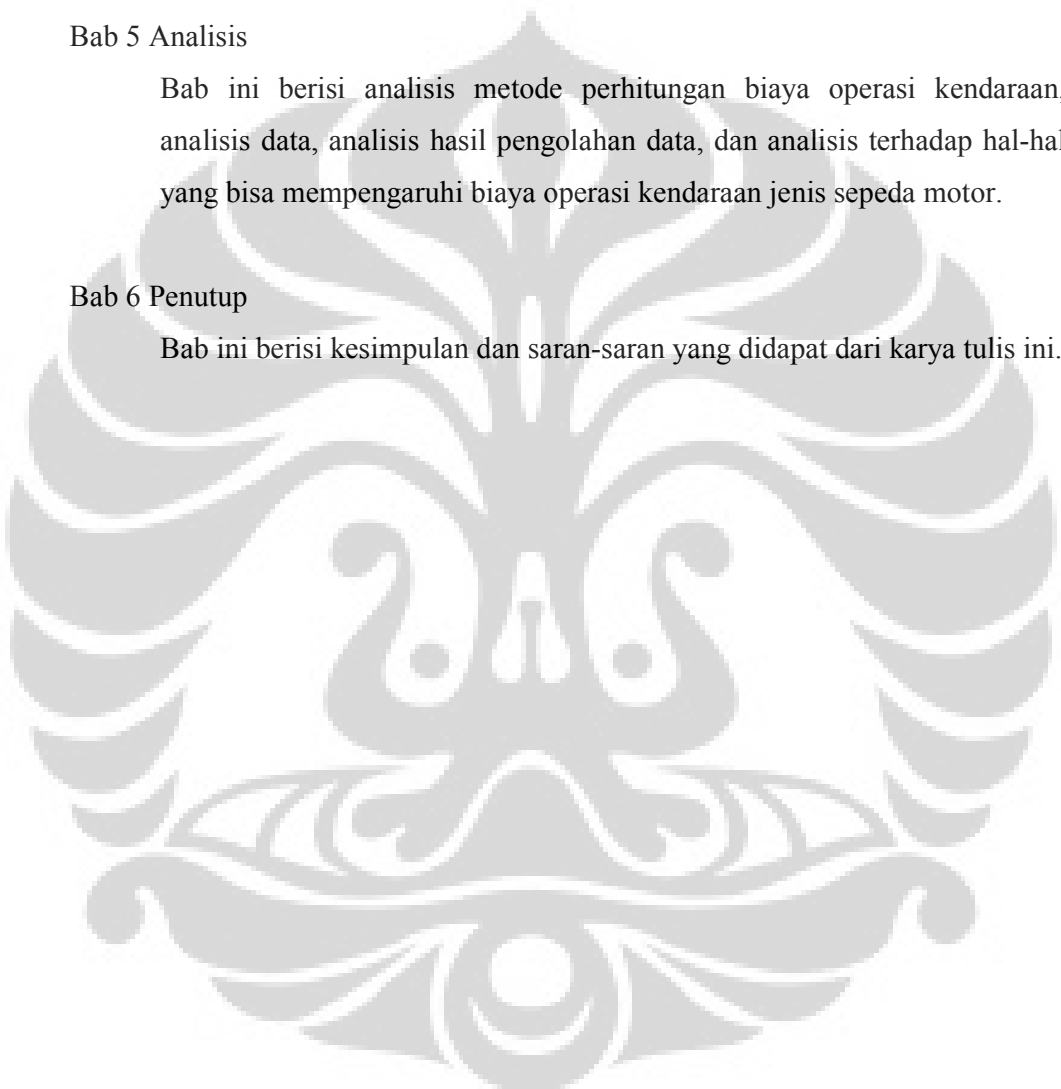 Bab 5 Analisis
Bab ini berisi analisis metode perhitungan biaya operasi kendaraan,
analisis data, analisis hasil pengolahan data, dan analisis terhadap hal-hal
yang bisa mempengaruhi biaya operasi kendaraan jenis sepeda motor.
Bab 6 Penutup
Bab ini berisi kesimpulan dan saran-saran yang didapat dari karya tulis ini.